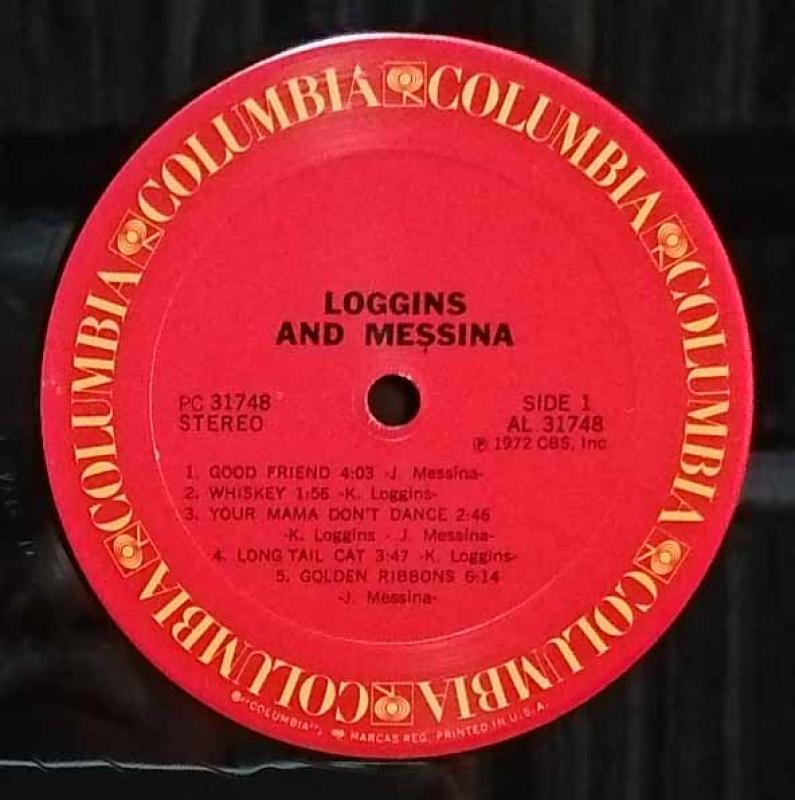 COLUMBIA COLUMBIA COLUMBIA COLUMBIA COLUMBIA COLUMBIA
LOGGINS
AND MESSINA
PC 31748
STEREO
SIDE 1
AL 31748
℗ 1972 CBS, Inc.
1. GOOD FRIEND 4:03 -J. Messina-
2. WHISKEY 1:56 -K. Loggins-
3. YOUR MAMA DON'T DANCE 2:46
-K. Loggins - J. Messina-
4. LONG TAIL CAT 3:47 -K. Loggins-
5. GOLDEN RIBBONS 6:14
-J. Messina-
®"COLUMBIA", MARCAS REG. PRINTED IN U.S.A.